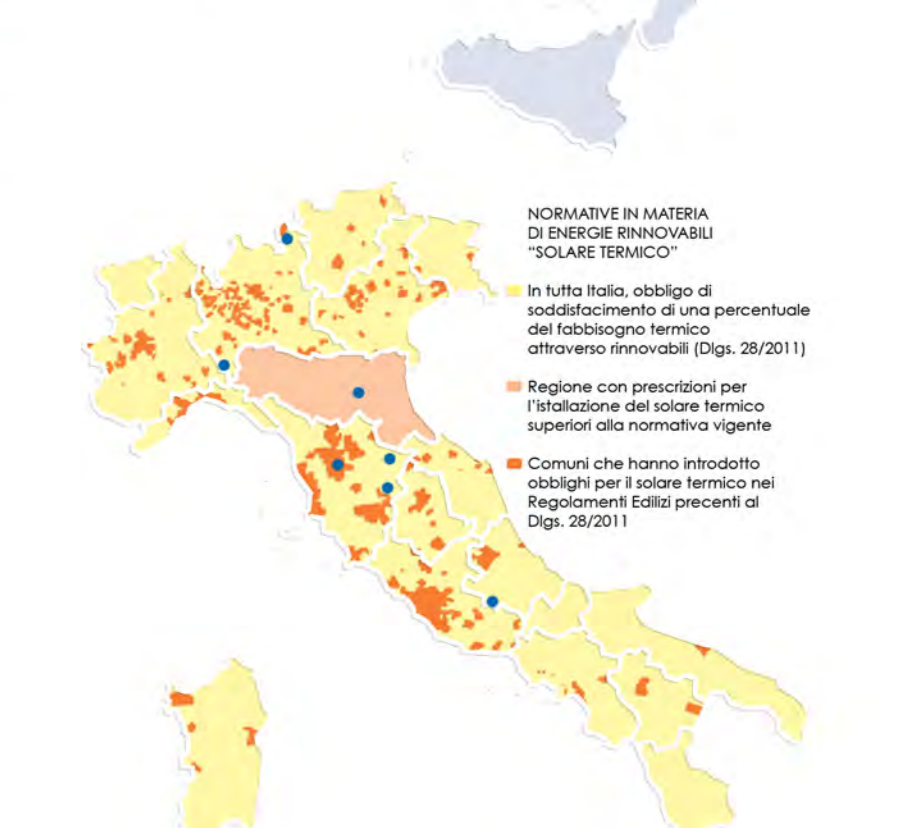 NORMATIVE IN MATERIA
DI ENERGIE RINNOVABILI
“SOLARE TERMICO”
In tutta Italia, obbligo di
soddisfacimento di una percentuale
del fabbisogno termico
attraverso rinnovabili (Dlgs. 28/2011)
Regione con prescrizioni per
l'istallazione del solare termico
superiori alla normativa vigente
Comuni che hanno introdotto
obblighi per il solare termico nei
Regolamenti Edilizi precenti al
Dlgs. 28/2011